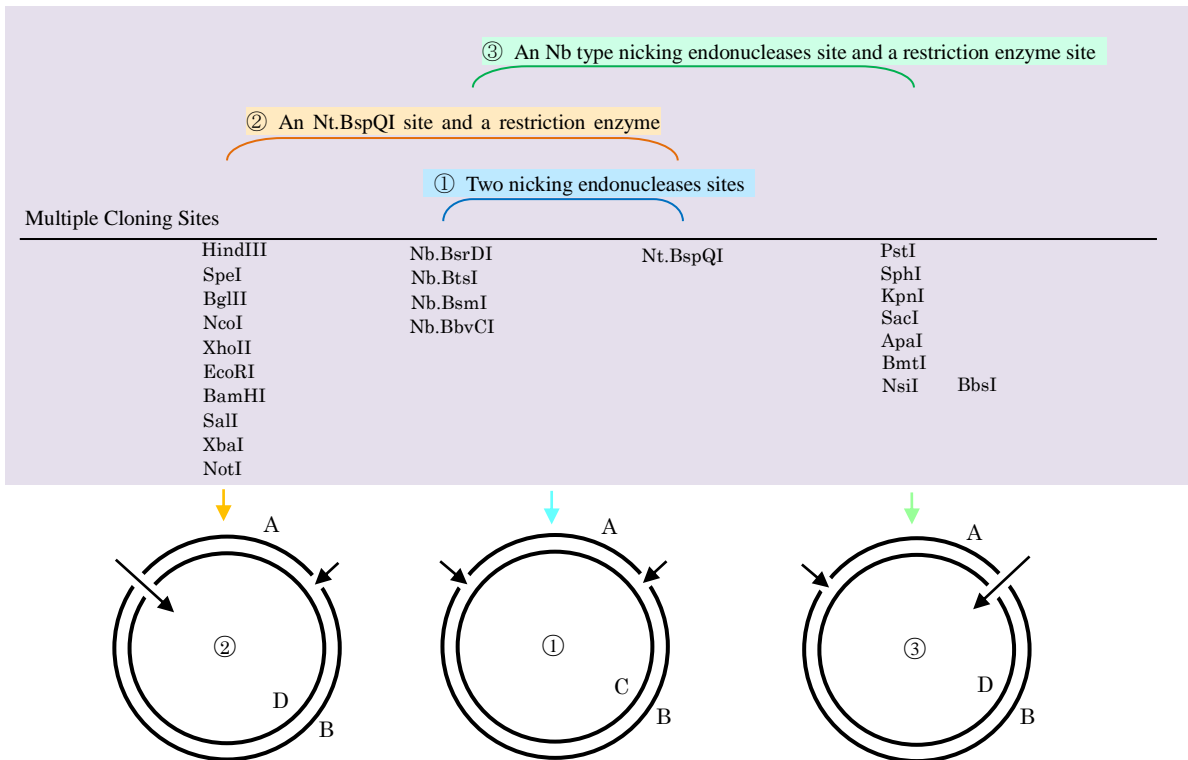 ③ An Nb type nicking endonucleases site and a restriction enzyme site
② An Nt.BspQI site and a restriction enzyme
① Two nicking endonucleases sites
Multiple Cloning Sites
HindIII
SpeI
BglII
NcoI
XhoII
EcoRI
BamHI
SalI
XbaI
NotI
Nb.BsrDI
Nb.BtsI
Nb.BsmI
Nb.BbvCI
Nt.BspQI
PstI
SphI
KpnI
SacI
ApaI
BmtI
NsiI BbsI
A
②
D
B
A
①
C
B
A
③
D
B